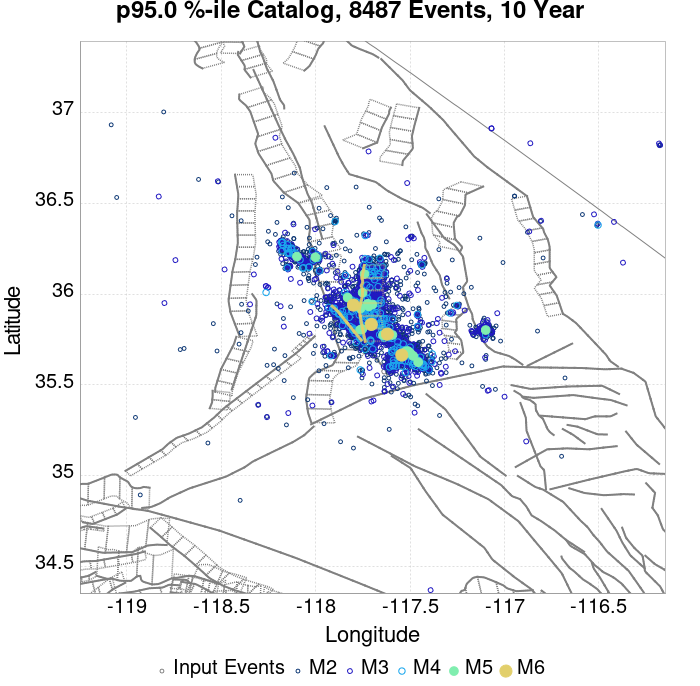 p95.0 %-ile Catalog, 8487 Events, 10 Year
37
36.5
36
35.5
35
34.5
Latitude
-119
-118.5
-118
-117.5
-117
-116.5
Longitude
Input Events
M2
M3
M4
M5
M6